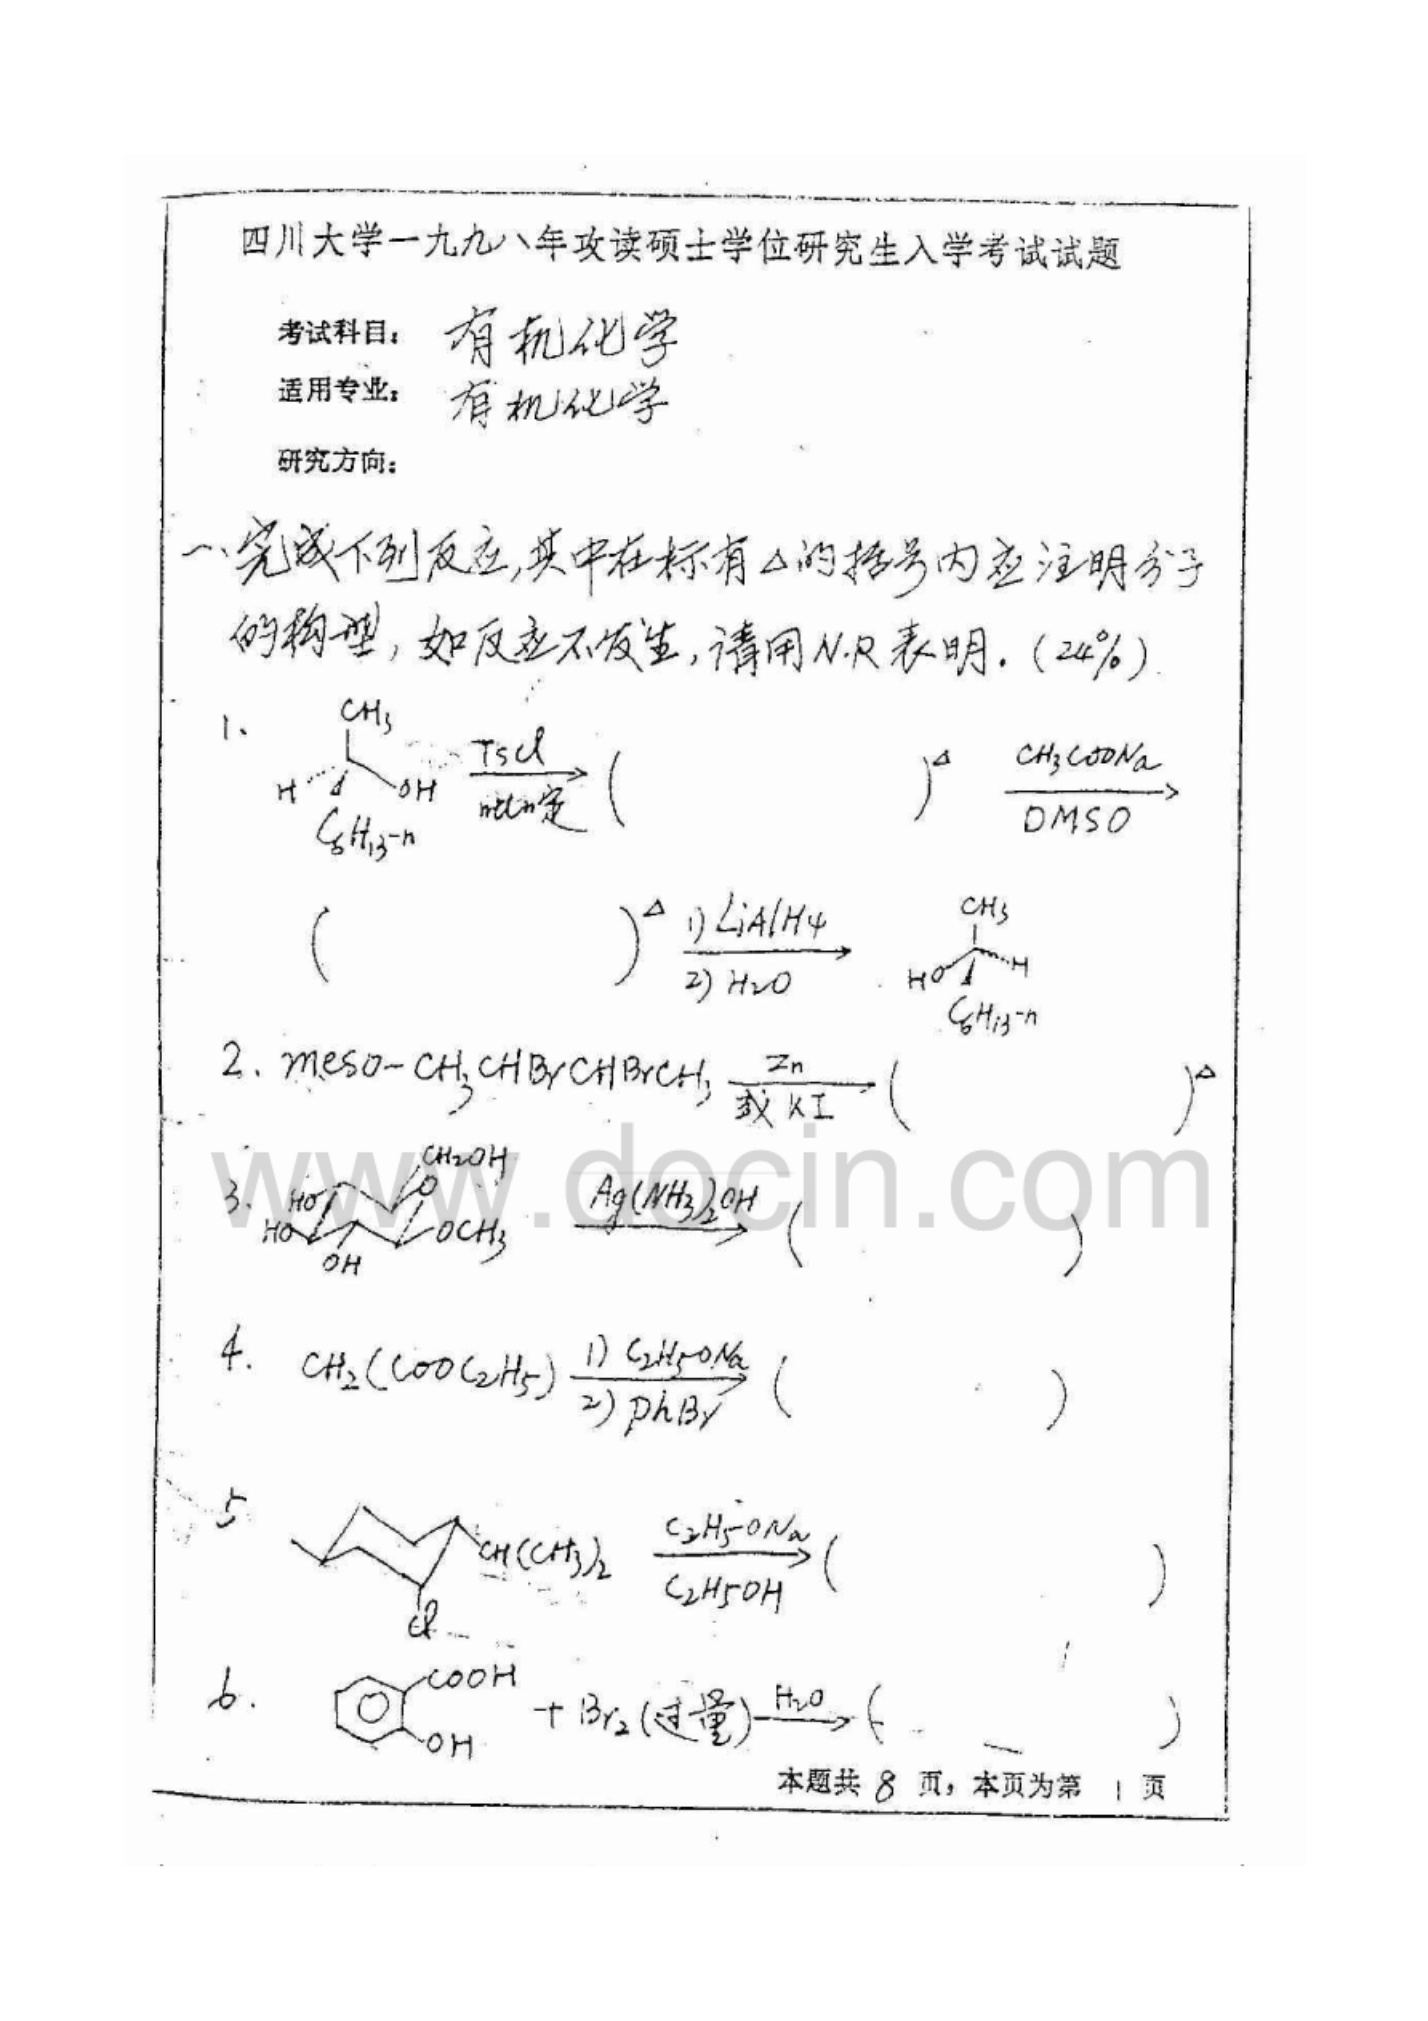 四川大学一九九八年攻读硕士学位研究生入学考试试题
考试科目: 有机化学
适用专业: 有机化学
研究方向:
一、完成下列反应,其中在标有△的括号内应注明分子
的构型,如反应不发生,请用N.R表明.(24%)
1、
CH3
H OH
C6H13-n
TsCl
吡啶
( )△
CH3COONa
DMSO
( )△
1) LiAlH4
2) H2O
CH3
HO H
C6H13-n
2. meso-CH3CHBrCHBrCH3 Zn
或 KI
( )△
www.docin.com
3.
CH2OH
HO O
HO OCH3
OH
Ag(NH3)2OH
( )
4. CH2(COOC2H5)
1) C2H5ONa
2) PhBr
( )
5
CH(CH3)2
Cl
C2H5ONa
C2H5OH
( )
6.
COOH
OH
+ Br2(过量) H2O ( )
本题共 8 页,本页为第 1 页